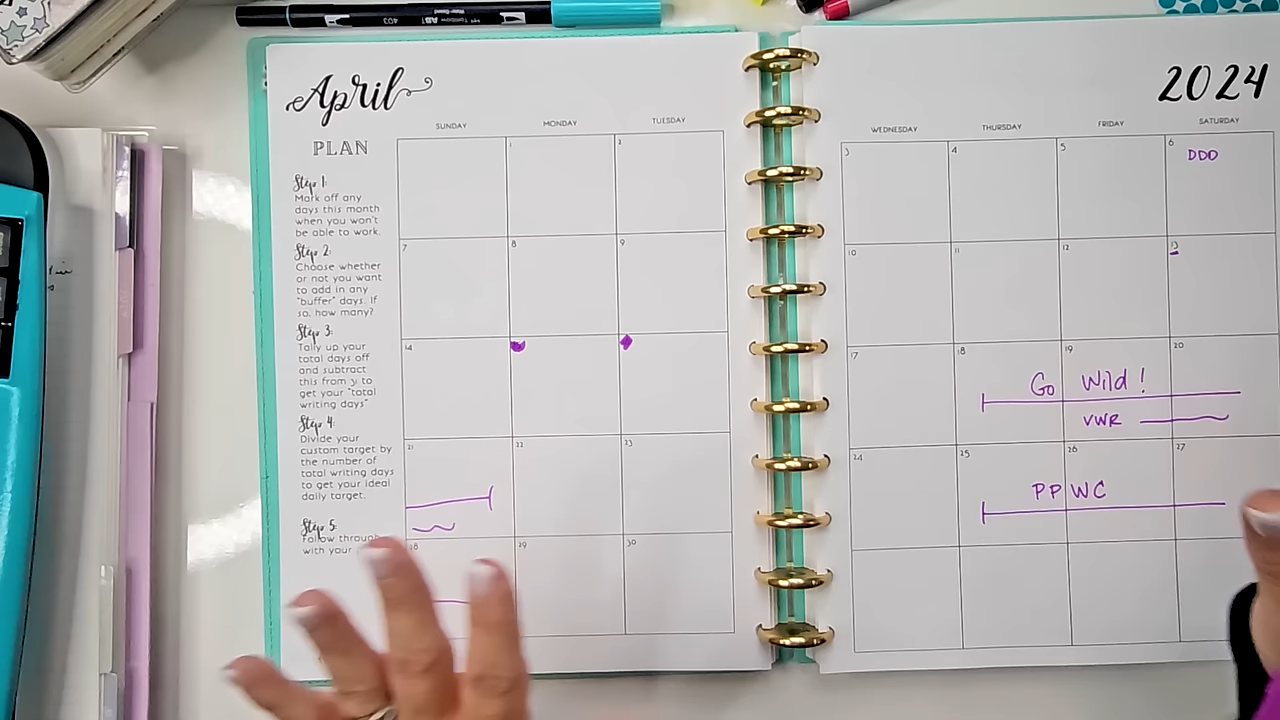 403
Tombow AB·T
April
2024
PLAN
SUNDAY MONDAY TUESDAY
WEDNESDAY THURSDAY FRIDAY SATURDAY
Step 1:
Mark off any
days this month
when you won't
be able to work.
Step 2:
Choose whether
or not you want
to add in any
"buffer" days. If
so, how many?
Step 3:
Tally up your
total days off
and subtract
this from 31 to
get your "total
writing days"
Step 4:
Divide your
custom target by
the number of
total writing days
to get your ideal
daily target.
Step 5:
Follow through
with your
1 2 3 4 5 6
DDD
7 8 9 10 11 12 13
14 17 18 19 20
Go Wild!
VWR
21 22 23 24 25 26 27
PPWC
28 29 30